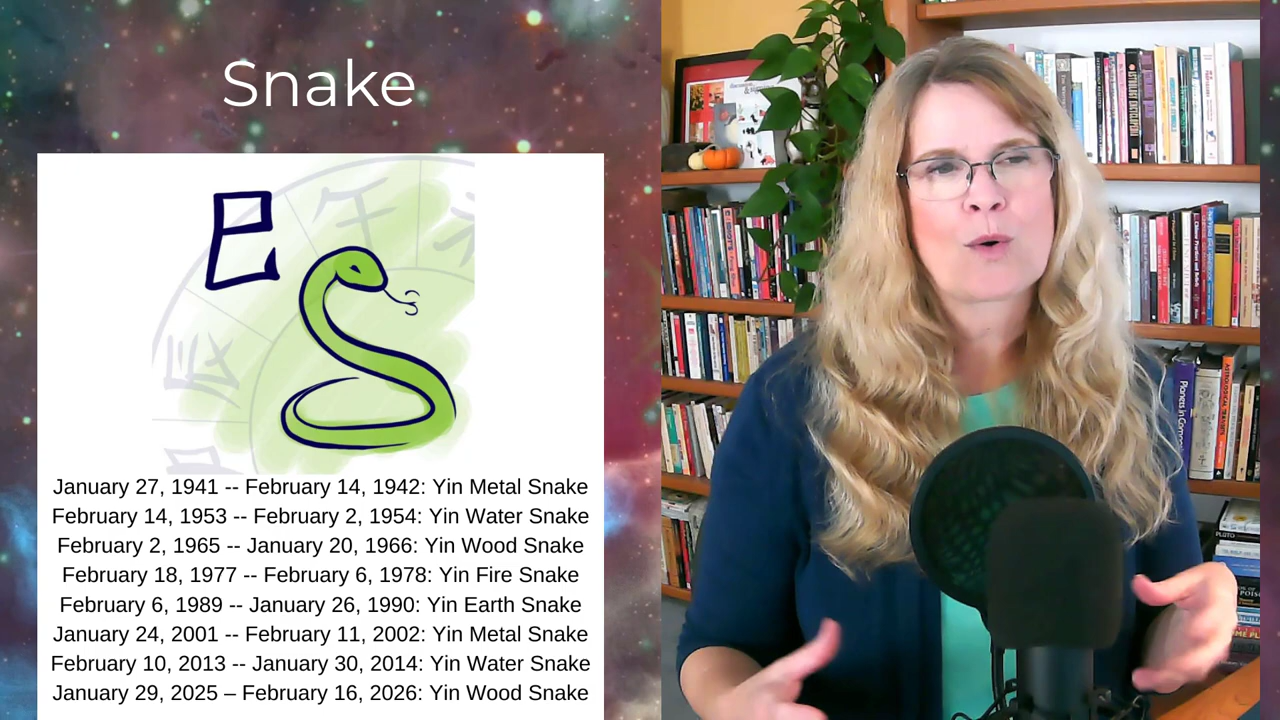 Snake
巳
午
January 27, 1941 -- February 14, 1942: Yin Metal Snake
February 14, 1953 -- February 2, 1954: Yin Water Snake
February 2, 1965 -- January 20, 1966: Yin Wood Snake
February 18, 1977 -- February 6, 1978: Yin Fire Snake
February 6, 1989 -- January 26, 1990: Yin Earth Snake
January 24, 2001 -- February 11, 2002: Yin Metal Snake
February 10, 2013 -- January 30, 2014: Yin Water Snake
January 29, 2025 – February 16, 2026: Yin Wood Snake
PLUTO